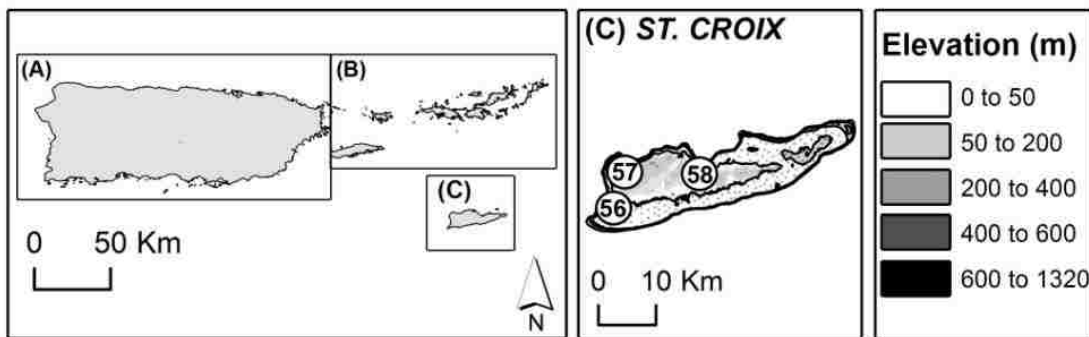 (A)
(B)
(C)
0 50 Km
N
(C) ST. CROIX
57
58
56
0 10 Km
Elevation (m)
0 to 50
50 to 200
200 to 400
400 to 600
600 to 1320